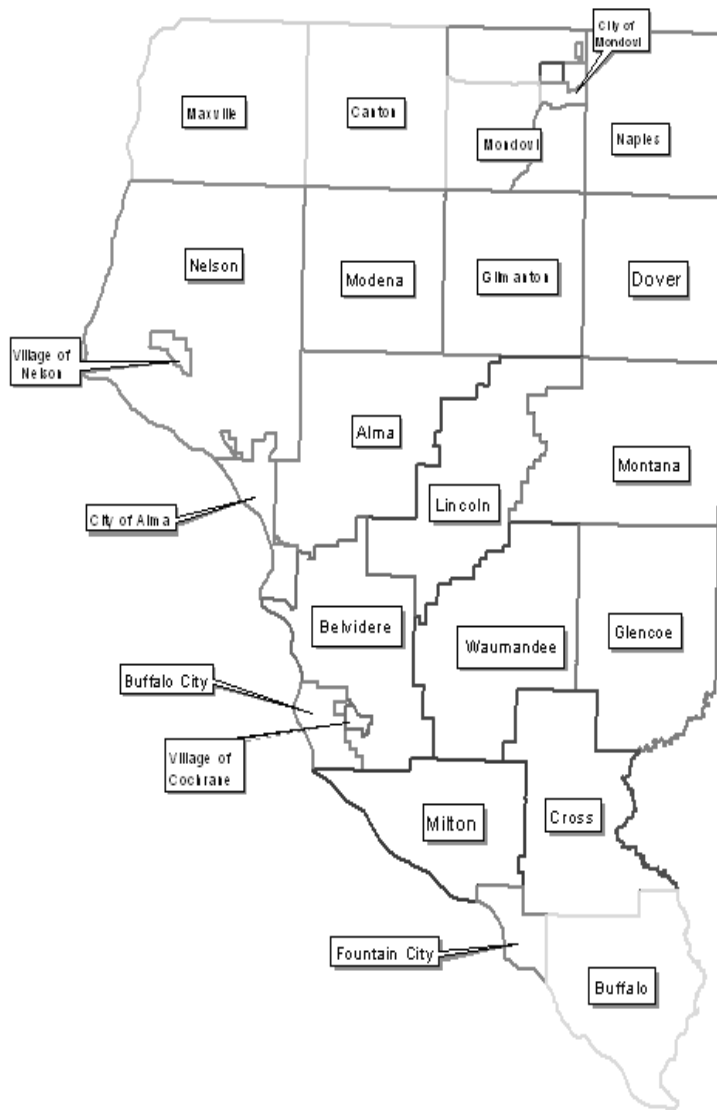 City of
Mondovi
Maxville
Canton
Mondovi
Naples
Nelson
Modena
Gilmanton
Dover
Village of
Nelson
Alma
Montana
Lincoln
City of Alma
Belvidere
Waumandee
Glencoe
Buffalo City
Village of
Cochrane
Milton
Cross
Fountain City
Buffalo